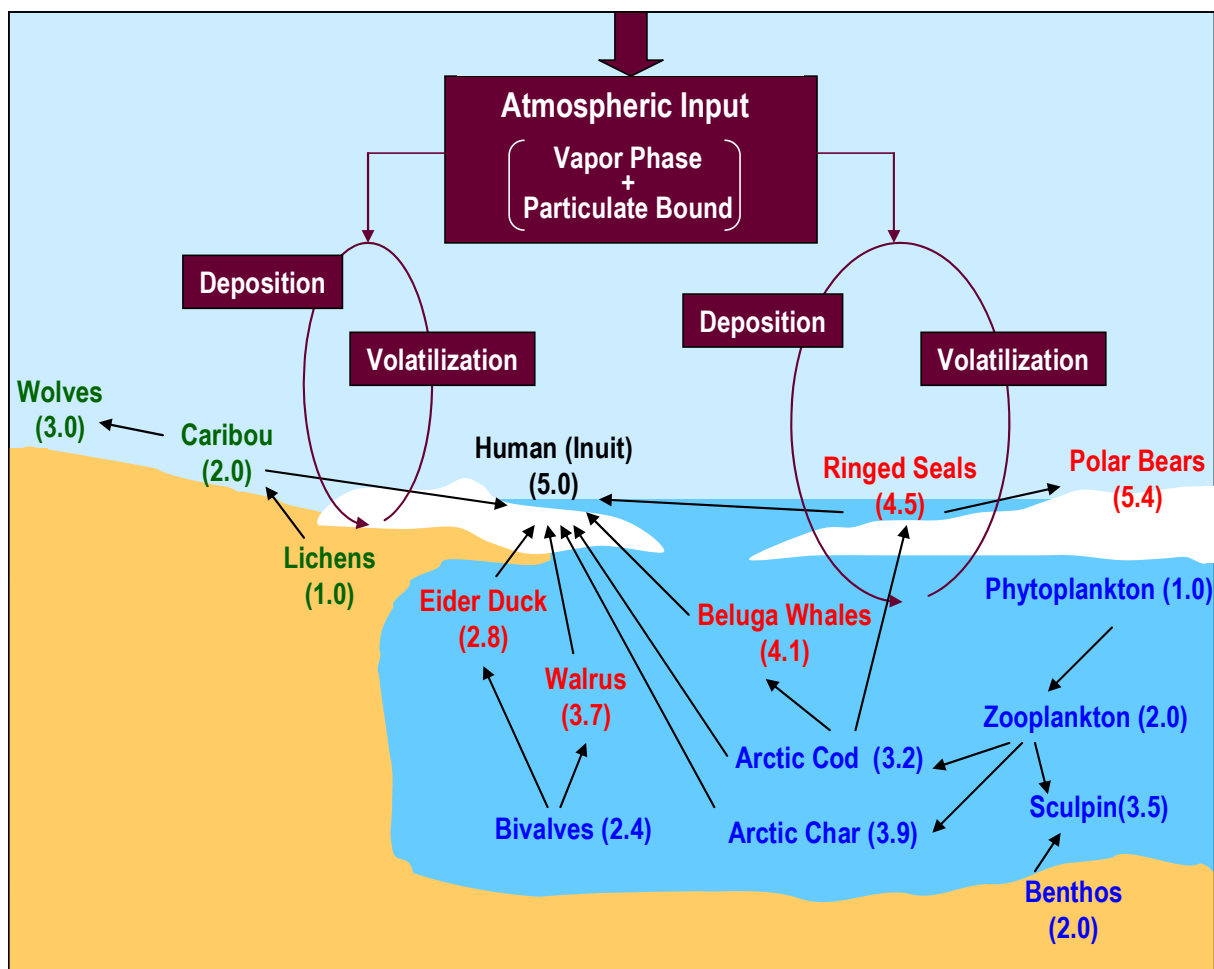 Atmospheric Input
Vapor Phase
+
Particulate Bound
Deposition
Volatilization
Deposition
Volatilization
Wolves
(3.0)
Caribou
(2.0)
Lichens
(1.0)
Human (Inuit)
(5.0)
Ringed Seals
(4.5)
Polar Bears
(5.4)
Eider Duck
(2.8)
Walrus
(3.7)
Beluga Whales
(4.1)
Phytoplankton (1.0)
Zooplankton (2.0)
Arctic Cod (3.2)
Sculpin(3.5)
Bivalves (2.4)
Arctic Char (3.9)
Benthos
(2.0)